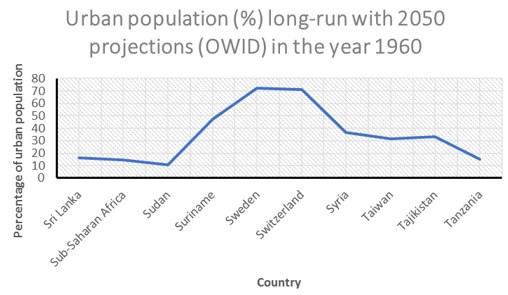 Urban population (%) long-run with 2050
projections (OWID) in the year 1960
Percentage of urban population
80
70
60
50
40
30
20
10
0
Sri Lanka
Sub-Saharan Africa
Sudan
Suriname
Sweden
Switzerland
Syria
Taiwan
Tajikistan
Tanzania
Country